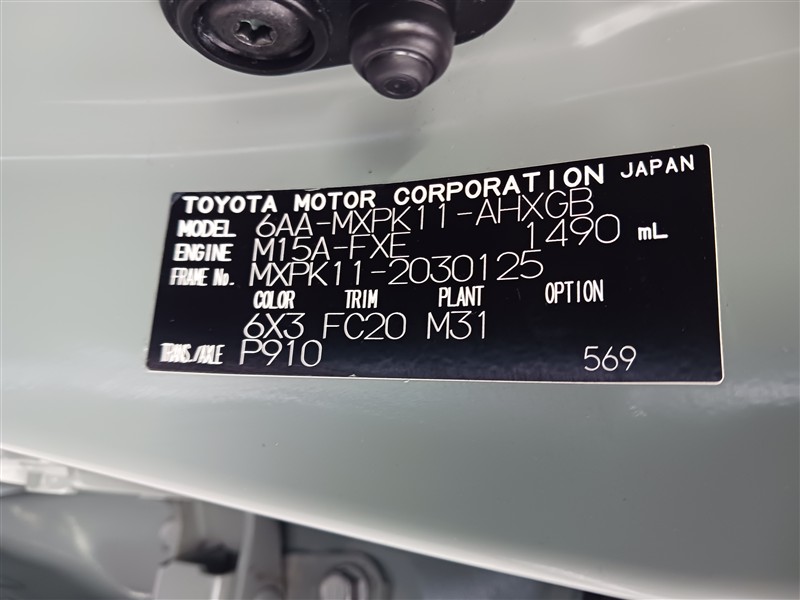 TOYOTA MOTOR CORPORATION JAPAN
MODEL 6AA-MXPK11-AHXGB
ENGINE M15A-FXE 1490 mL
FRAME No. MXPK11-2030125
COLOR TRIM PLANT OPTION
6X3 FC20 M31
TRANS./AXLE P910 569